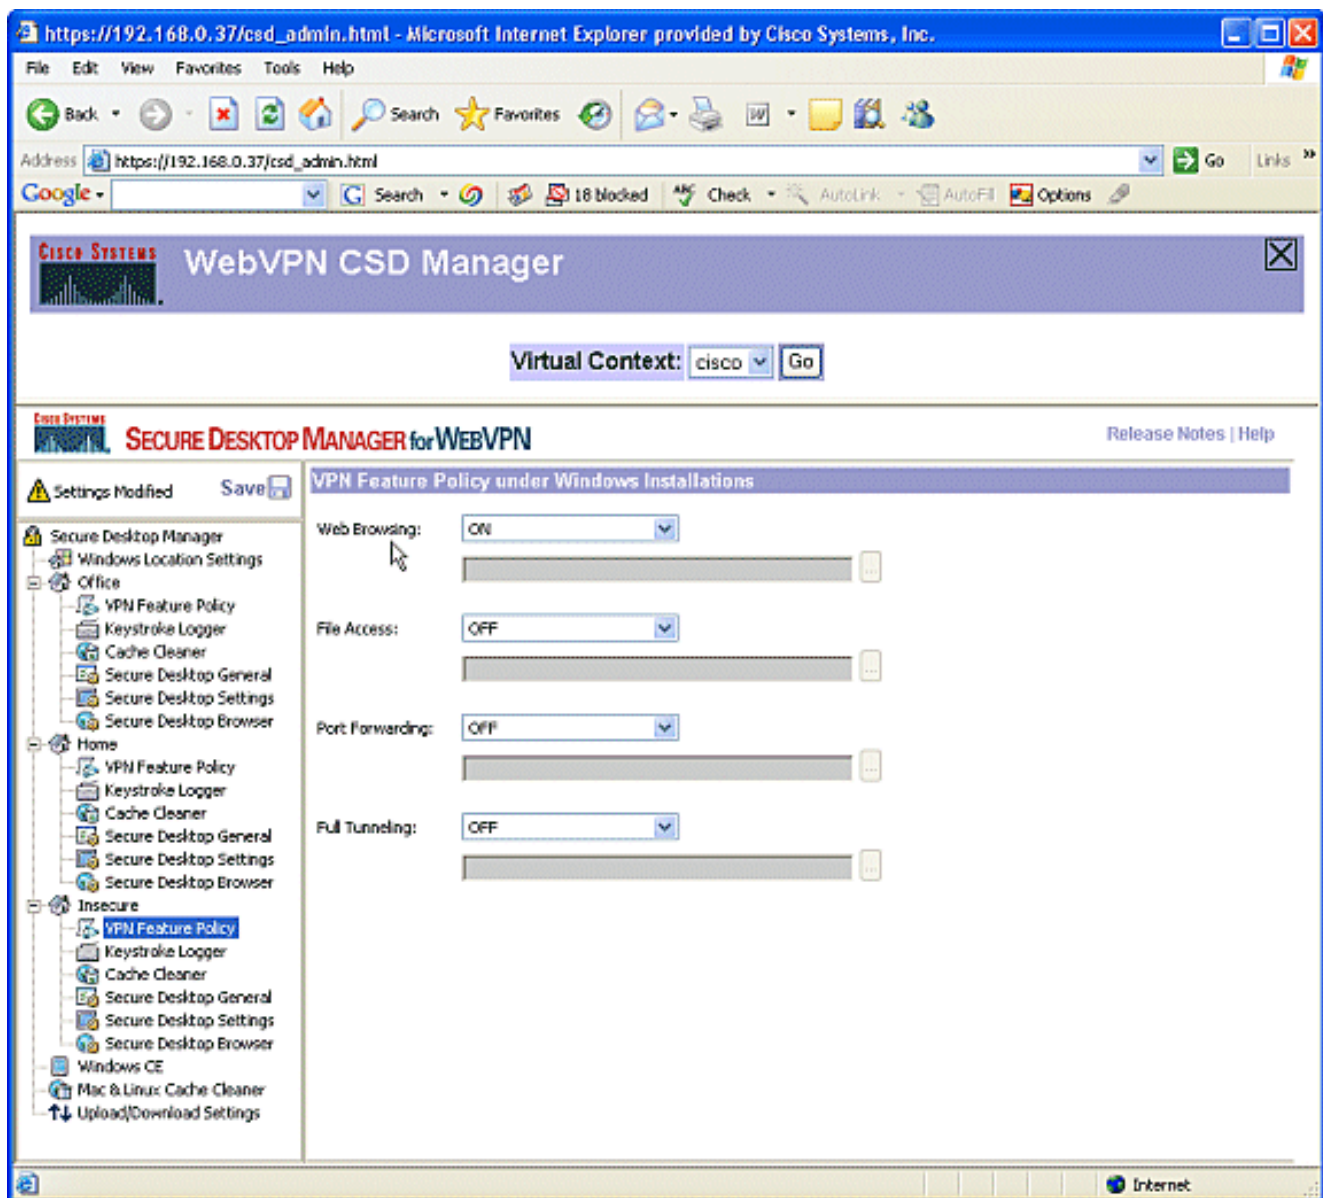 https://192.168.0.37/csd_admin.html - Microsoft Internet Explorer provided by Cisco Systems, Inc.
File Edit View Favorites Tools Help
Back Search Favorites W
Address https://192.168.0.37/csd_admin.html Go Links »
Google G Search 18 blocked ABC Check AutoLink AutoFill Options
CISCO SYSTEMS WebVPN CSD Manager
Virtual Context: cisco Go
CISCO SYSTEMS SECURE DESKTOP MANAGER for WEBVPN Release Notes | Help
Settings Modified Save
VPN Feature Policy under Windows Installations
Secure Desktop Manager
Windows Location Settings
Office
VPN Feature Policy
Keystroke Logger
Cache Cleaner
Secure Desktop General
Secure Desktop Settings
Secure Desktop Browser
Home
VPN Feature Policy
Keystroke Logger
Cache Cleaner
Secure Desktop General
Secure Desktop Settings
Secure Desktop Browser
Insecure
VPN Feature Policy
Keystroke Logger
Cache Cleaner
Secure Desktop General
Secure Desktop Settings
Secure Desktop Browser
Windows CE
Mac & Linux Cache Cleaner
Upload/Download Settings
Web Browsing: ON
...
File Access: OFF
...
Port Forwarding: OFF
...
Full Tunneling: OFF
...
Internet